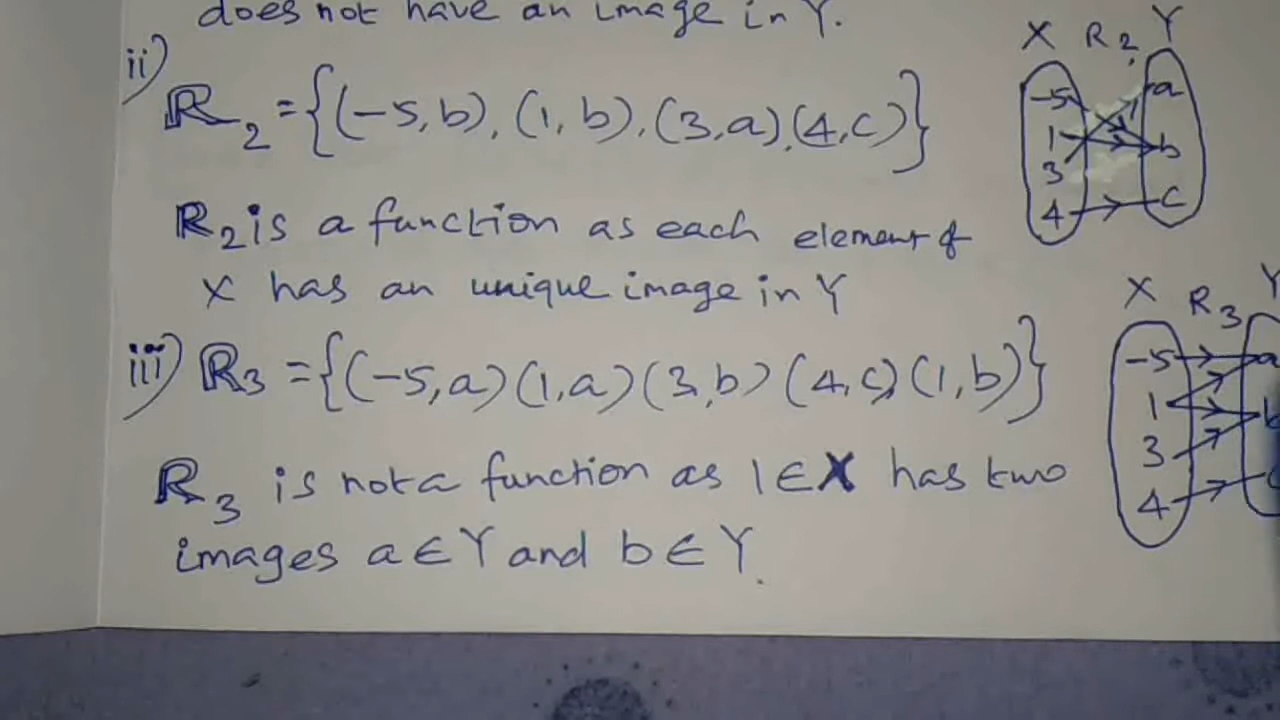 does not have an image in Y.
ii)
R₂ = {(-5, b), (1, b), (3, a), (4, c)}
R₂ is a function as each element of
X has an unique image in Y
iii) R₃ = {(-5, a) (1, a) (3, b) (4, c), (1, b)}
R₃ is not a function as 1 ∈ X has two
images a ∈ Y and b ∈ Y.
X R₂ Y
-5 a
1 b
3
4 c
X R₃ Y
-5 a
1 b
3
4 c